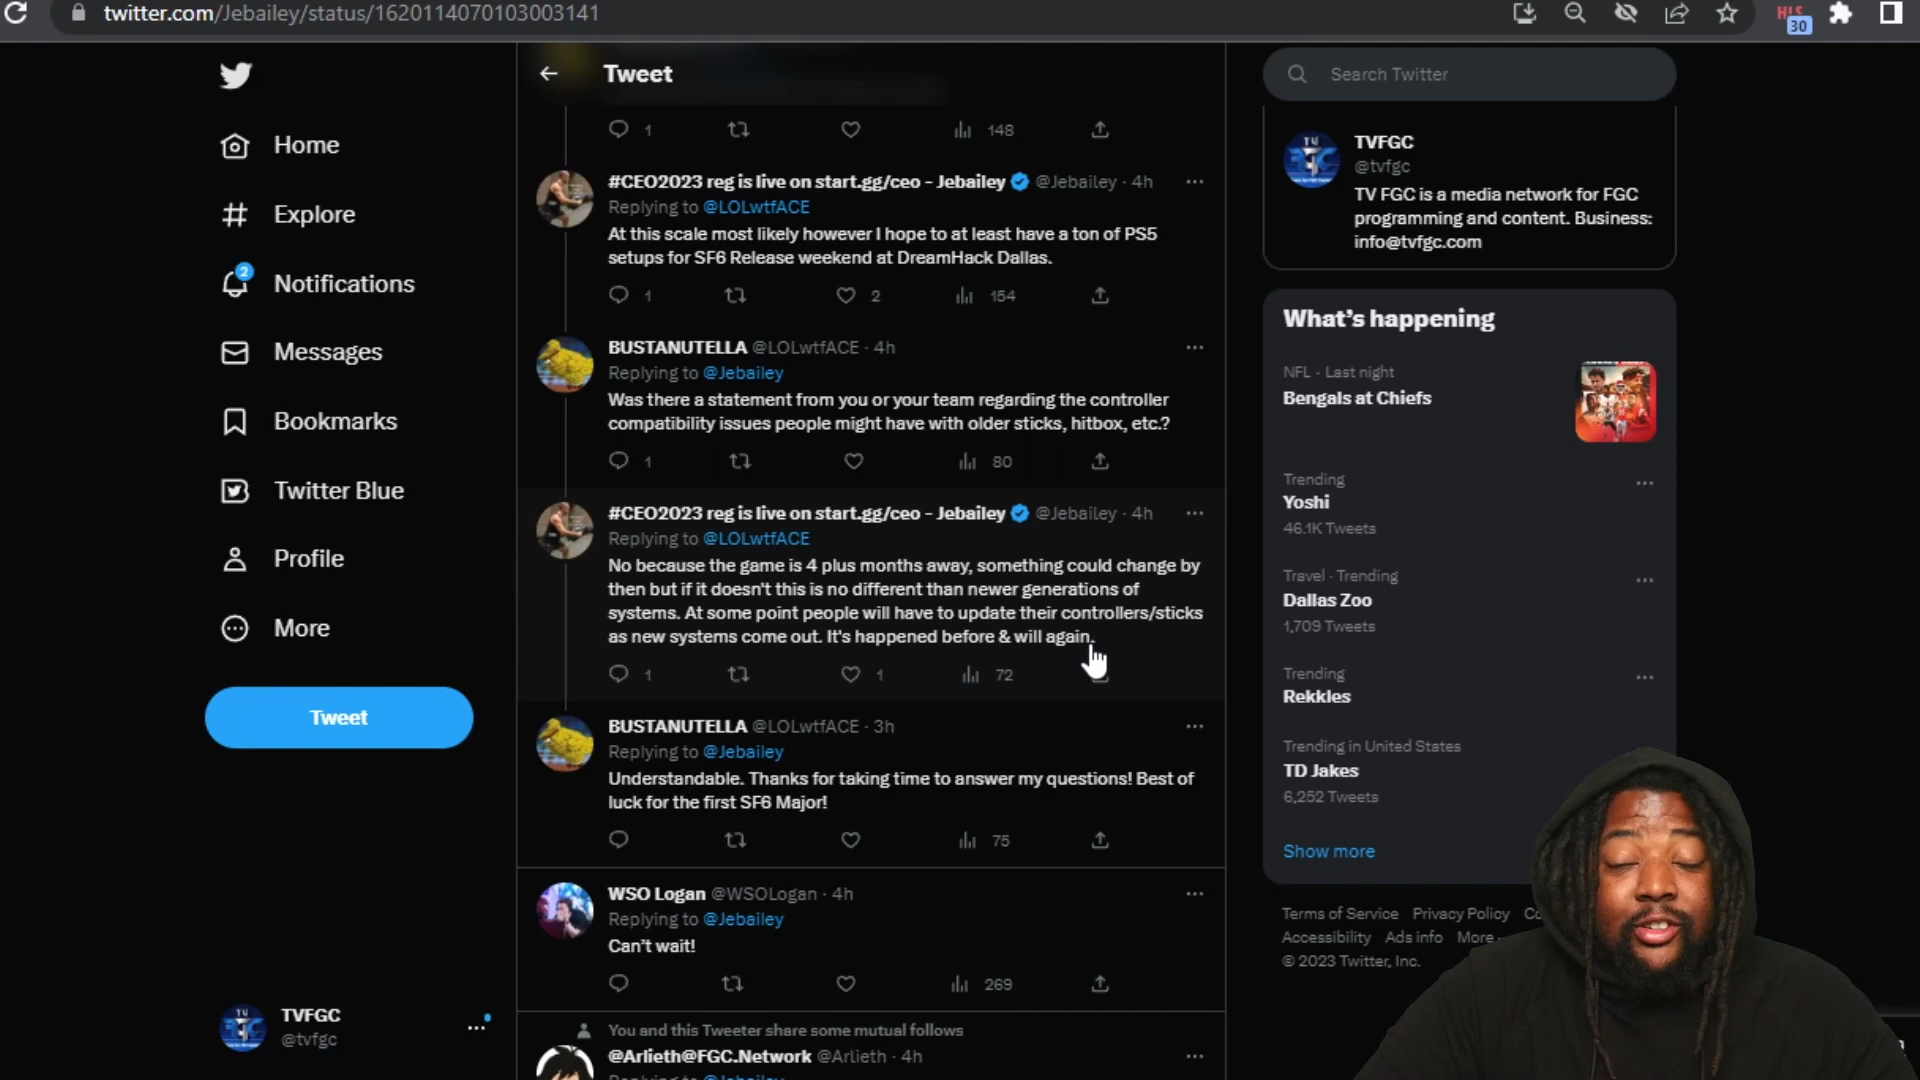 twitter.com/Jebailey/status/1620114070103003141
30
Home
Explore
2
Notifications
Messages
Bookmarks
Twitter Blue
Profile
More
Tweet
TVFGC
@tvfgc
Tweet
1
148
#CEO2023 reg is live on start.gg/ceo - Jebailey @Jebailey · 4h
Replying to @LOLwtfACE
At this scale most likely however I hope to at least have a ton of PS5
setups for SF6 Release weekend at DreamHack Dallas.
1
2
154
BUSTANUTELLA @LOLwtfACE · 4h
Replying to @Jebailey
Was there a statement from you or your team regarding the controller
compatibility issues people might have with older sticks, hitbox, etc.?
1
80
#CEO2023 reg is live on start.gg/ceo - Jebailey @Jebailey · 4h
Replying to @LOLwtfACE
No because the game is 4 plus months away, something could change by
then but if it doesn't this is no different than newer generations of
systems. At some point people will have to update their controllers/sticks
as new systems come out. It's happened before & will again.
1
1
72
BUSTANUTELLA @LOLwtfACE · 3h
Replying to @Jebailey
Understandable. Thanks for taking time to answer my questions! Best of
luck for the first SF6 Major!
75
WSO Logan @WSOLogan · 4h
Replying to @Jebailey
Can't wait!
269
You and this Tweeter share some mutual follows
@Arlieth@FGC.Network @Arlieth · 4h
Replying to @Jebailey
Search Twitter
TVFGC
@tvfgc
TV FGC is a media network for FGC
programming and content. Business:
info@tvfgc.com
What's happening
NFL · Last night
Bengals at Chiefs
Trending
Yoshi
46.1K Tweets
Travel · Trending
Dallas Zoo
1,709 Tweets
Trending
Rekkles
Trending in United States
TD Jakes
6,252 Tweets
Show more
Terms of Service Privacy Policy
Accessibility Ads info More
© 2023 Twitter, Inc.